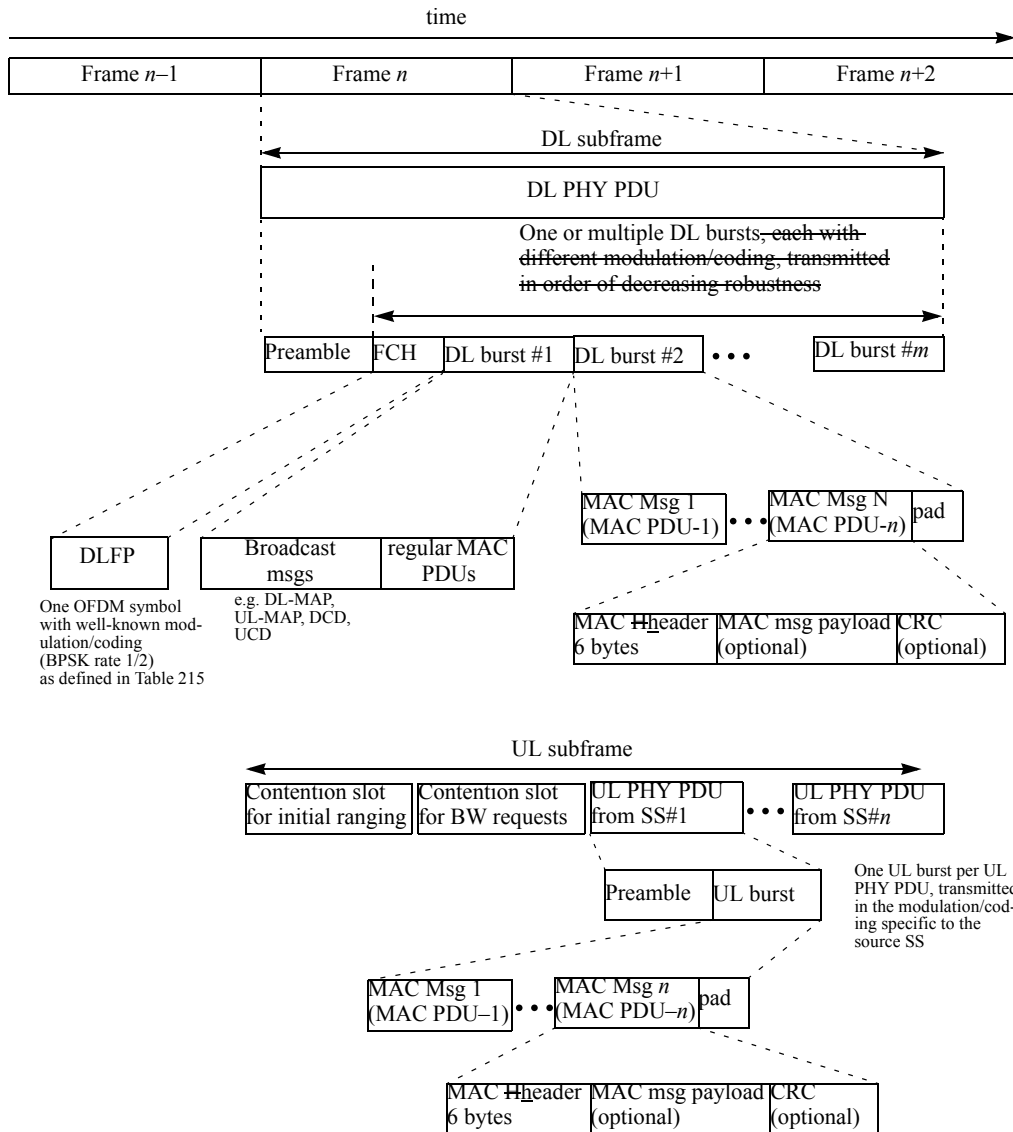 time
Frame n–1 Frame n Frame n+1 Frame n+2
DL subframe
DL PHY PDU
One or multiple DL bursts, each with
different modulation/coding, transmitted
in order of decreasing robustness
Preamble FCH DL burst #1 DL burst #2 ••• DL burst #m
MAC Msg 1
(MAC PDU-1)
•••
MAC Msg N
(MAC PDU-n)
pad
DLFP
Broadcast
msgs
regular MAC
PDUs
One OFDM symbol
with well-known mod-
ulation/coding
(BPSK rate 1/2)
as defined in Table 215
e.g. DL-MAP,
UL-MAP, DCD,
UCD
MAC Hheader
6 bytes
MAC msg payload
(optional)
CRC
(optional)
UL subframe
Contention slot
for initial ranging
Contention slot
for BW requests
UL PHY PDU
from SS#1
•••
UL PHY PDU
from SS#n
Preamble UL burst
One UL burst per UL
PHY PDU, transmitted
in the modulation/cod-
ing specific to the
source SS
MAC Msg 1
(MAC PDU–1)
•••
MAC Msg n
(MAC PDU–n)
pad
MAC Hheader
6 bytes
MAC msg payload
(optional)
CRC
(optional)